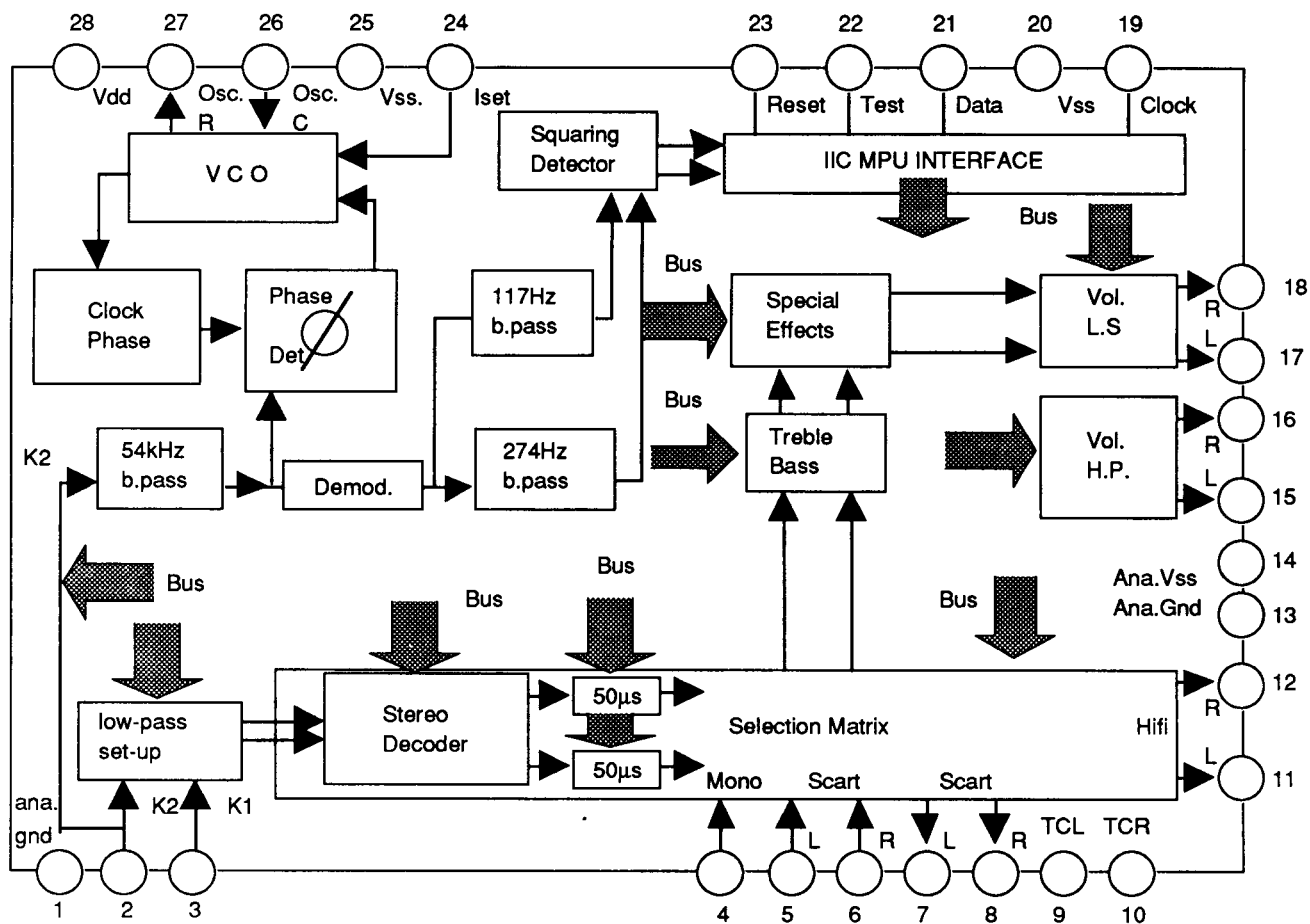 28 27 26 25 24 23 22 21 20 19
Vdd Osc. Osc. Vss. Iset Reset Test Data Vss Clock
R C
Squaring
Detector
IIC MPU INTERFACE
V C O
Bus
Bus
Clock
Phase
Phase
Det.
117Hz
b.pass
Special
Effects
Vol.
L.S
R
18
L
17
Bus
K2
54kHz
b.pass
Demod.
274Hz
b.pass
Treble
Bass
Vol.
H.P.
R
16
L
15
Bus
Bus
Bus
Bus
Ana.Vss
14
Ana.Gnd
13
low-pass
set-up
Stereo
Decoder
50µs
50µs
Selection Matrix
Hifi
R
12
L
11
ana.
gnd
K2
K1
Mono Scart Scart
L R L R
TCL TCR
1 2 3 4 5 6 7 8 9 10